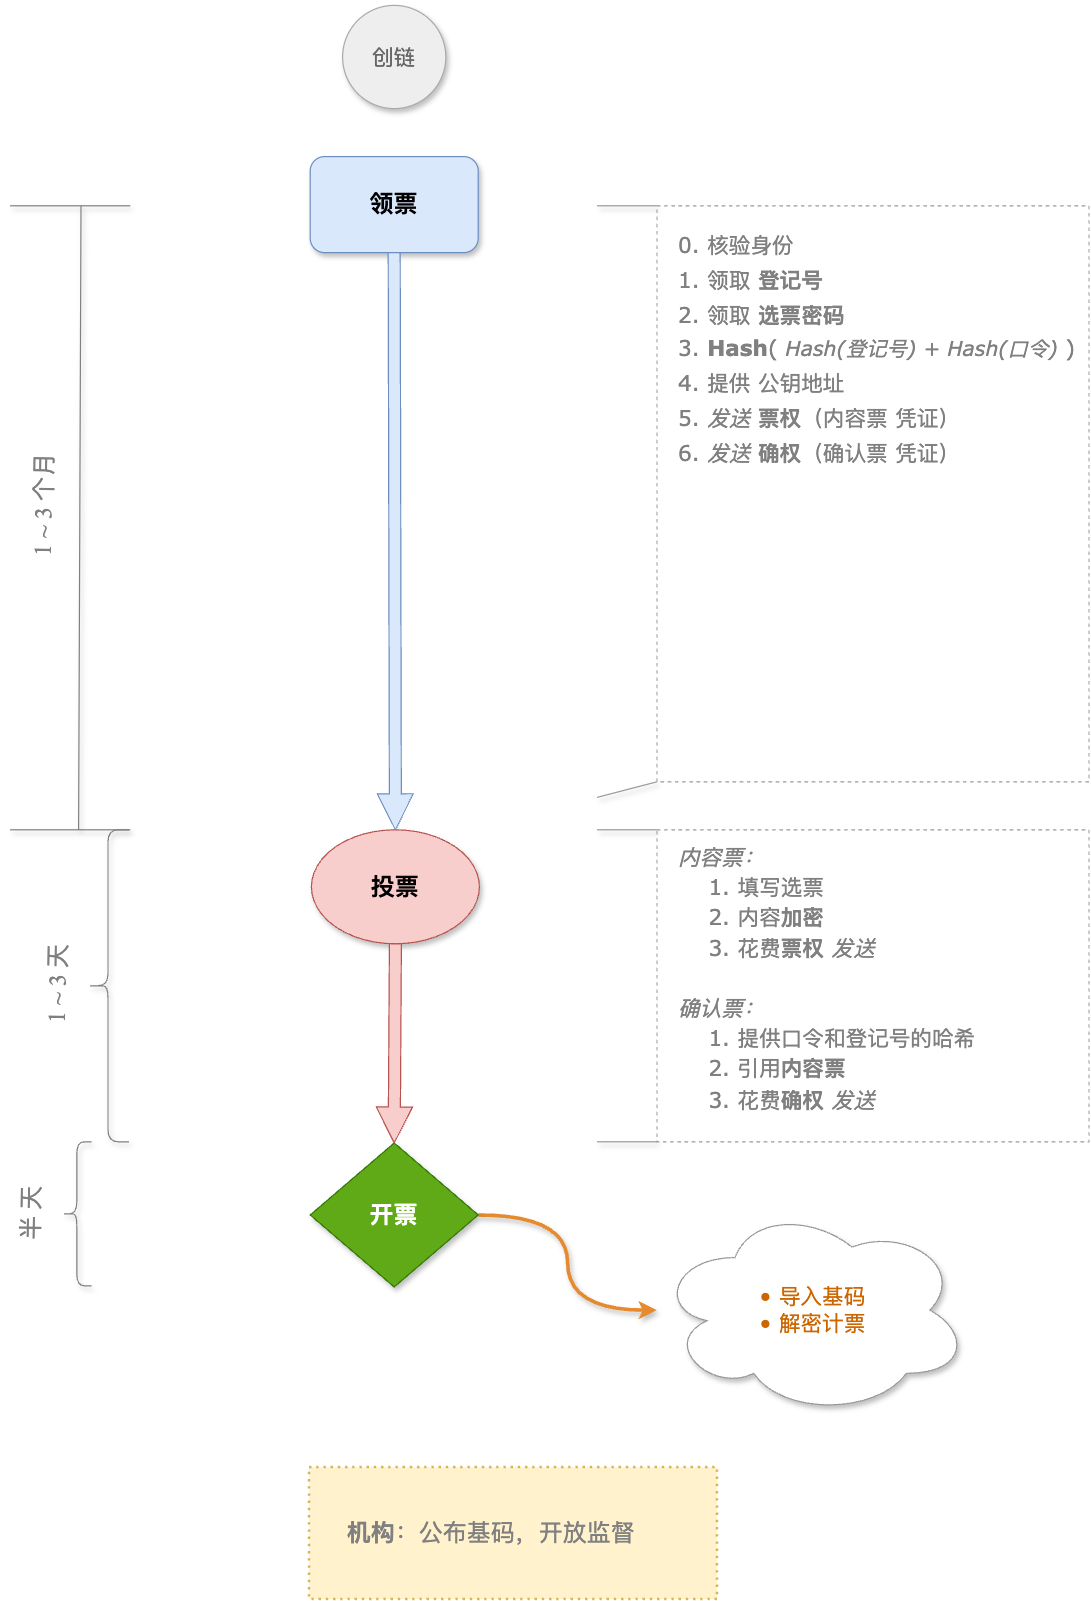 创链
领票
0. 核验身份
1. 领取 登记号
2. 领取 选票密码
3. Hash( Hash(登记号) + Hash(口令) )
4. 提供 公钥地址
5. 发送 票权（内容票 凭证）
6. 发送 确权（确认票 凭证）
1 ~ 3 个月
投票
内容票：
1. 填写选票
2. 内容加密
3. 花费票权 发送
确认票：
1. 提供口令和登记号的哈希
2. 引用内容票
3. 花费确权 发送
1 ~ 3 天
开票
半天
• 导入基码
• 解密计票
机构：公布基码，开放监督